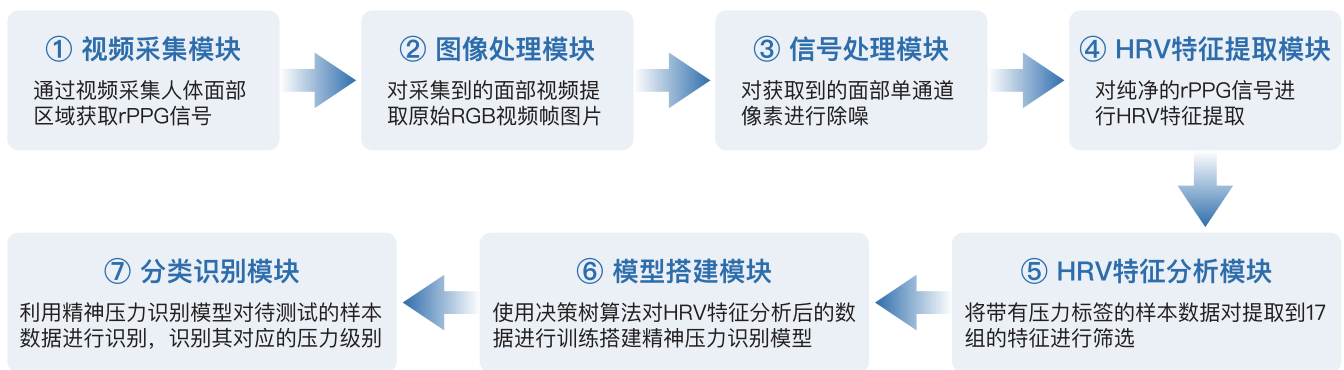 ① 视频采集模块
通过视频采集人体面部
区域获取rPPG信号
② 图像处理模块
对采集到的面部视频提
取原始RGB视频帧图片
③ 信号处理模块
对获取到的面部单通道
像素进行除噪
④ HRV特征提取模块
对纯净的rPPG信号进
行HRV特征提取
⑤ HRV特征分析模块
将带有压力标签的样本数据对提取到17
组的特征进行筛选
⑥ 模型搭建模块
使用决策树算法对HRV特征分析后的数
据进行训练搭建精神压力识别模型
⑦ 分类识别模块
利用精神压力识别模型对待测试的样本
数据进行识别，识别其对应的压力级别